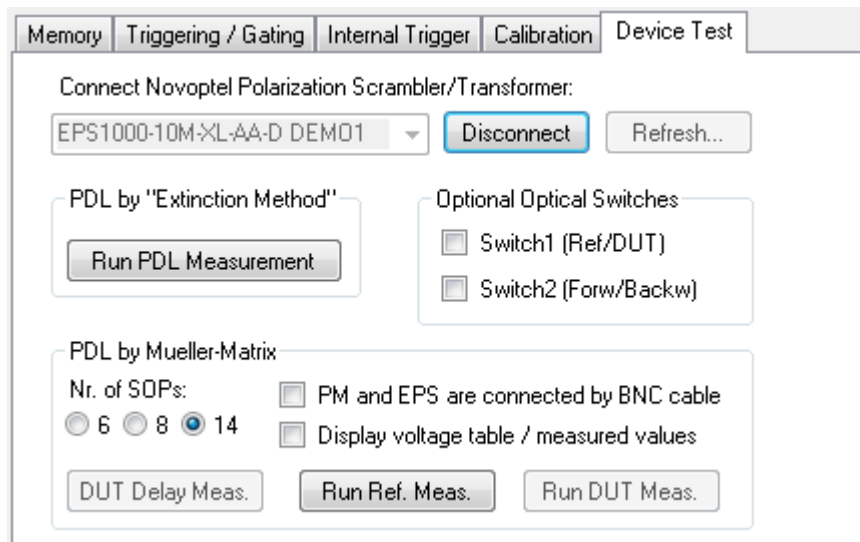 Memory Triggering / Gating Internal Trigger Calibration Device Test
Connect Novoptel Polarization Scrambler/Transformer:
EPS1000-10M-XL-AA-D DEMO1 Disconnect Refresh...
PDL by "Extinction Method"
Run PDL Measurement
Optional Optical Switches
Switch1 (Ref/DUT)
Switch2 (Forw/Backw)
PDL by Mueller-Matrix
Nr. of SOPs:
6 8 14
PM and EPS are connected by BNC cable
Display voltage table / measured values
DUT Delay Meas. Run Ref. Meas. Run DUT Meas.